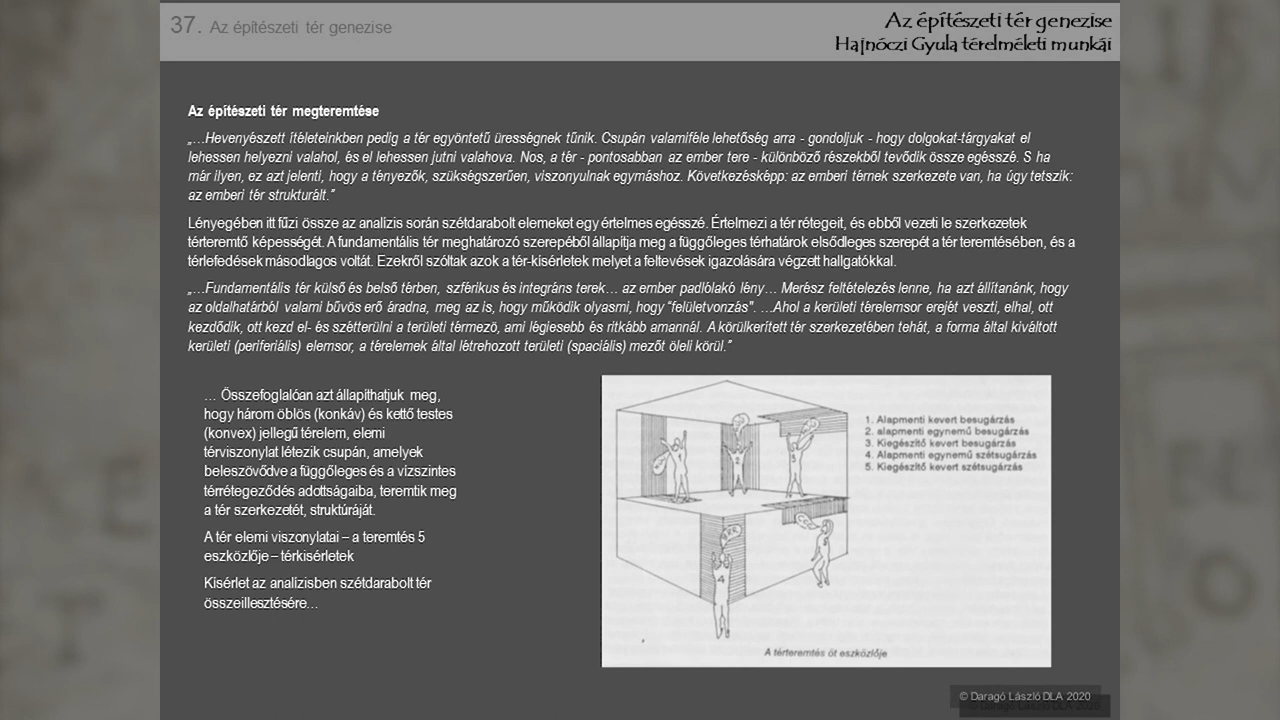 37. Az építészeti tér genezise
Az építészeti tér genezise
Hajnóczi Gyula térelméleti munkái
Az építészeti tér megteremtése
„…Hevenyészett ítéleteinkben pedig a tér egyöntetű ürességnek tűnik. Csupán valamiféle lehetőség arra - gondoljuk - hogy dolgokat-tárgyakat el
lehessen helyezni valahol, és el lehessen jutni valahova. Nos, a tér - pontosabban az ember tere - különböző részekből tevődik össze egésszé. S ha
már ilyen, ez azt jelenti, hogy a tényezők, szükségszerűen, viszonyulnak egymáshoz. Következésképp: az emberi térnek szerkezete van, ha úgy tetszik:
az emberi tér strukturált.”
Lényegében itt fűzi össze az analízis során szétdarabolt elemeket egy értelmes egésszé. Értelmezi a tér rétegeit, és ebből vezeti le szerkezetek
térteremtő képességét. A fundamentális tér meghatározó szerepéből állapítja meg a függőleges térhatárok elsődleges szerepét a tér teremtésében, és a
térlefedések másodlagos voltát. Ezekről szóltak azok a tér-kísérletek melyet a feltevések igazolására végzett hallgatókkal.
„…Fundamentális tér külső és belső térben, szférikus és integráns terek… az ember padlólakó lény… Merész feltételezés lenne, ha azt állítanánk, hogy
az oldalhatárból valami bűvös erő áradna, meg az is, hogy működik olyasmi, hogy “felületvonzás". …Ahol a kerületi térelemsor erejét veszti, elhal, ott
kezdődik, ott kezd el- és szétterülni a területi térmező, ami légiesebb és ritkább amannál. A körülkerített tér szerkezetében tehát, a forma által kiváltott
kerületi (periferiális) elemsor, a térelemek által létrehozott területi (spaciális) mezőt öleli körül.”
… Összefoglalóan azt állapíthatjuk meg,
hogy három öblös (konkáv) és kettő testes
(konvex) jellegű térelem, elemi
térviszonylat létezik csupán, amelyek
beleszövődve a függőleges és a vízszintes
térrétegeződés adottságaiba, teremtik meg
a tér szerkezetét, struktúráját.
A tér elemi viszonylatai – a teremtés 5
eszközlője – térkísérletek
Kísérlet az analízisben szétdarabolt tér
összeillesztésére…
1. Alapmenti kevert besugárzás
2. alapmenti egynemű besugárzás
3. Kiegészítő kevert besugárzás
4. Alapmenti egynemű szétsugárzás
5. Kiegészítő kevert szétsugárzás
4
A térteremtés öt eszközlője
© Daragó László DLA 2020